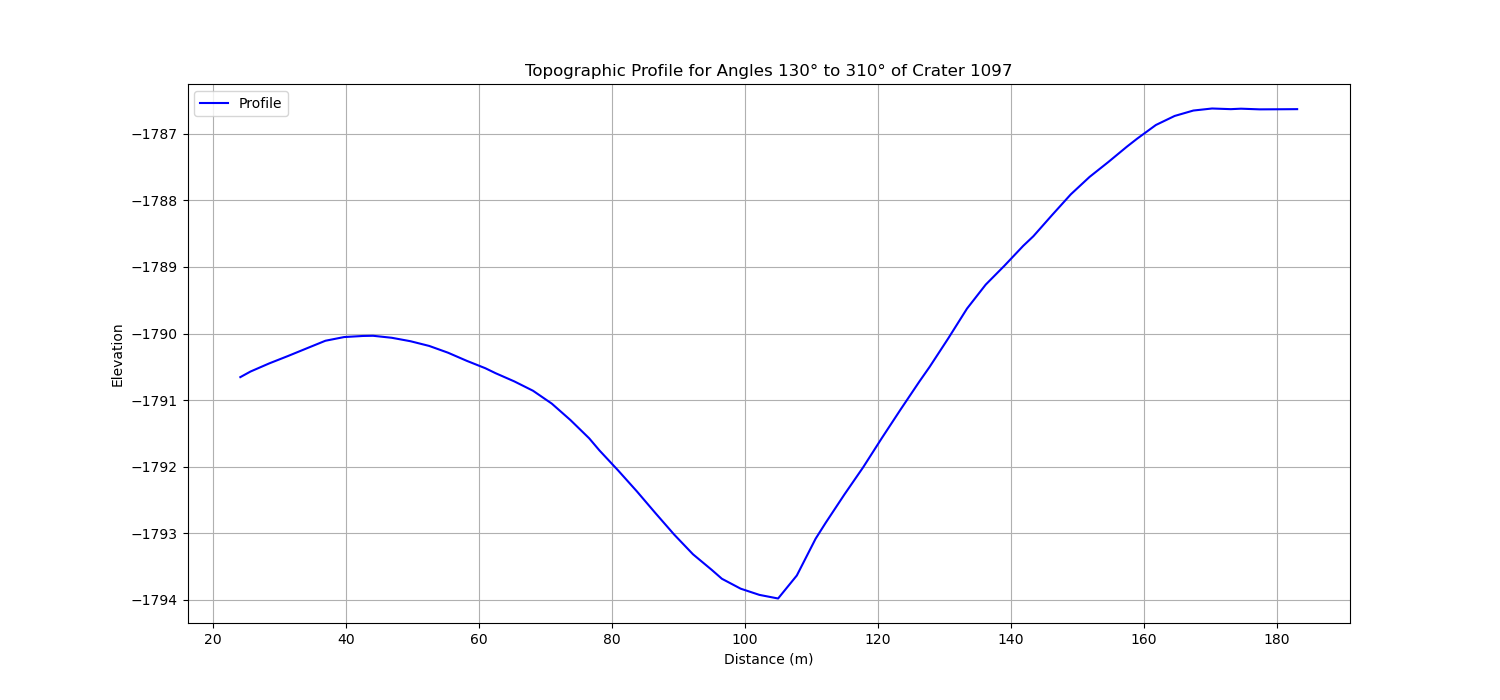 Topographic Profile for Angles 130° to 310° of Crater 1097
Profile
−1787
−1788
−1789
−1790
−1791
−1792
−1793
−1794
Elevation
20 40 60 80 100 120 140 160 180
Distance (m)